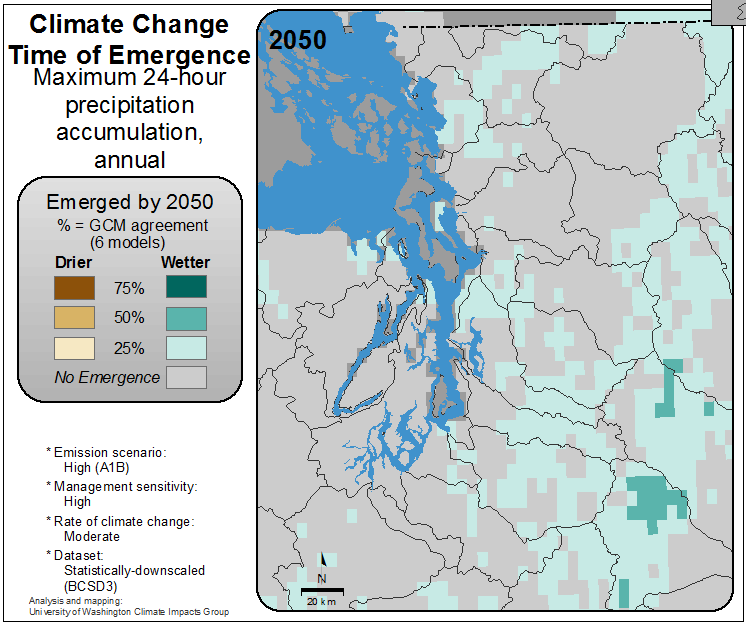 Climate Change
Time of Emergence
Maximum 24-hour
precipitation
accumulation,
annual
Emerged by 2050
% = GCM agreement
(6 models)
Drier Wetter
75%
50%
25%
No Emergence
* Emission scenario:
High (A1B)
* Management sensitivity:
High
* Rate of climate change:
Moderate
* Dataset:
Statistically-downscaled
(BCSD3)
Analysis and mapping:
University of Washington Climate Impacts Group
2050
N
20 km